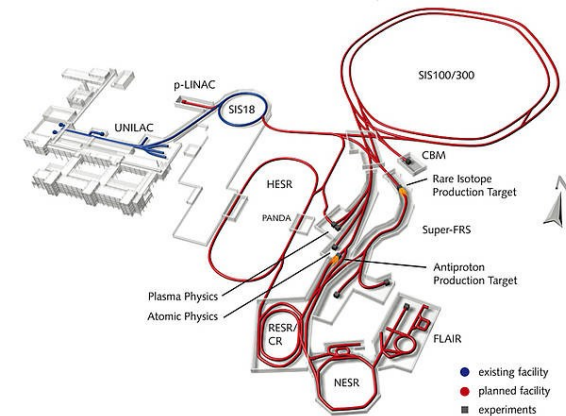 SIS100/300
p-LINAC
SIS18
UNILAC
CBM
Rare Isotope
Production Target
HESR
PANDA
Super-FRS
Antiproton
Production Target
Plasma Physics
Atomic Physics
RESR/
CR
FLAIR
NESR
existing facility
planned facility
experiments